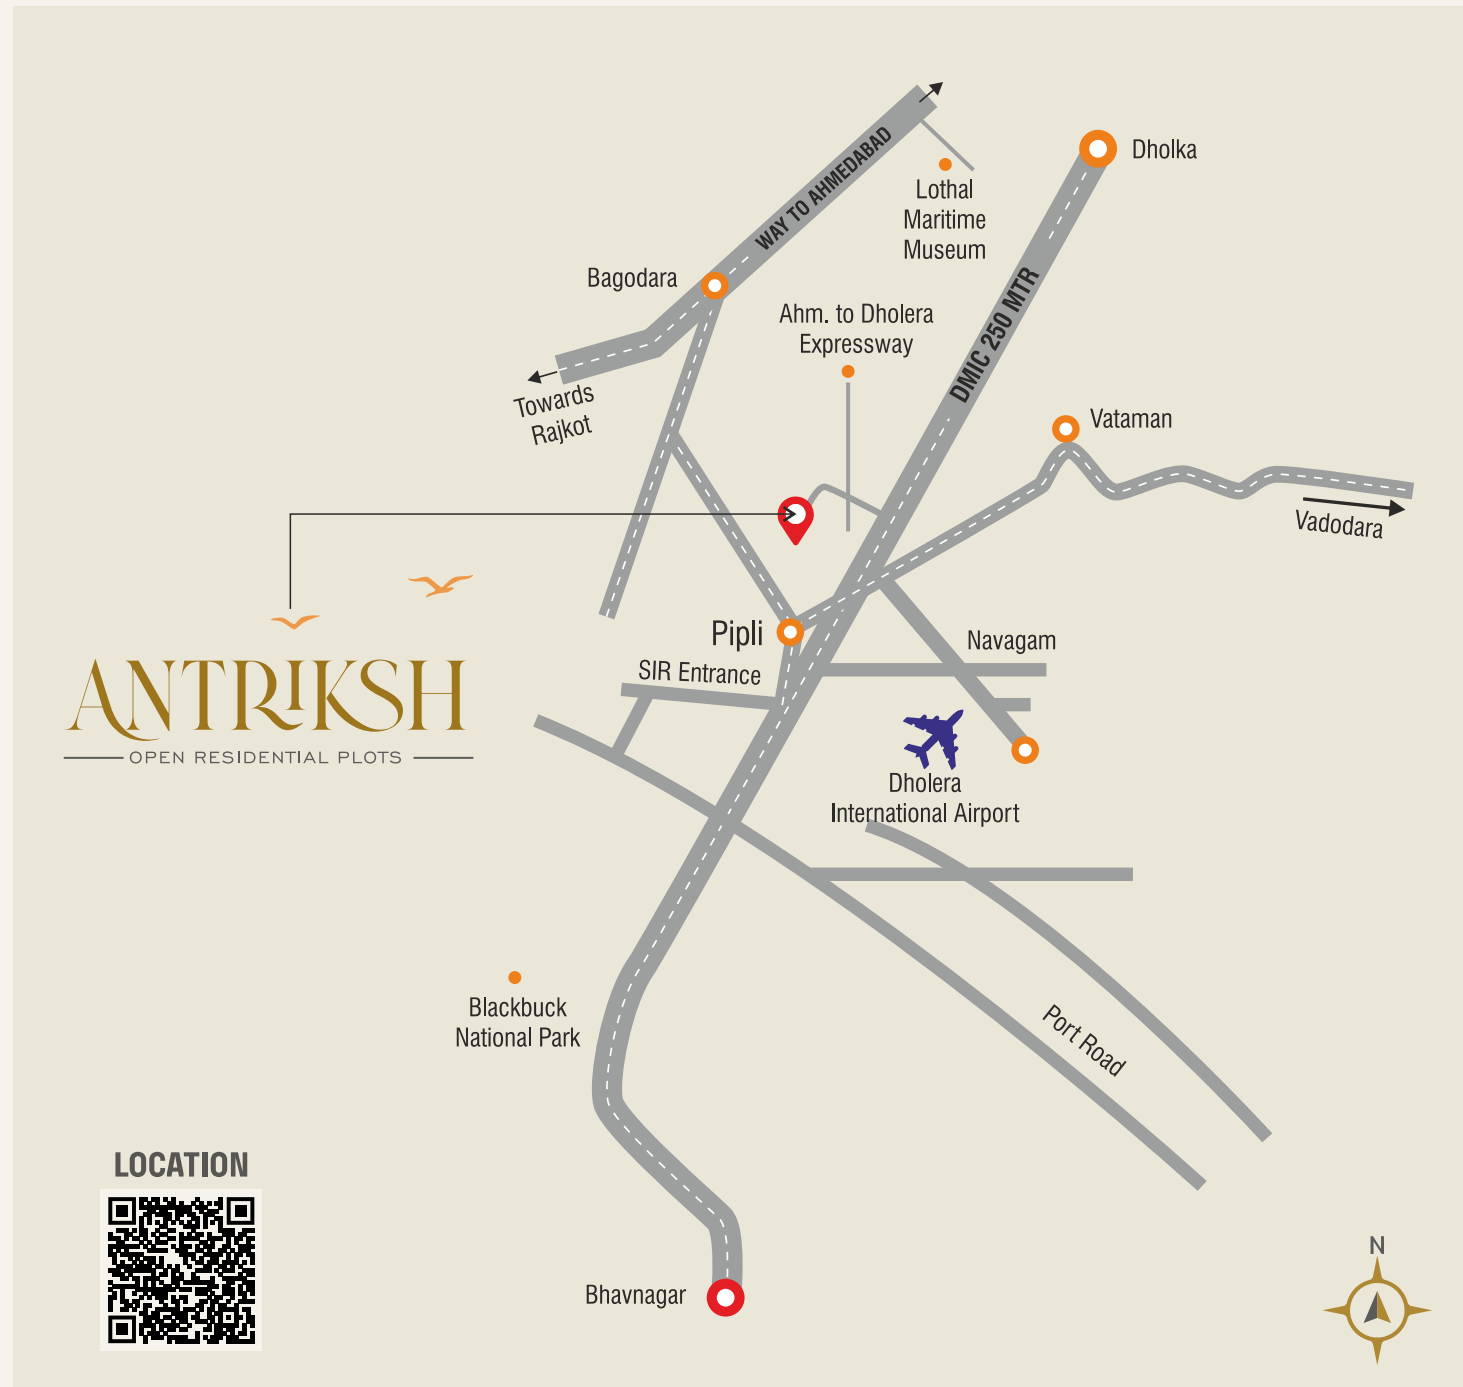 WAY TO AHMEDABAD
Dholka
Lothal
Maritime
Museum
Bagodara
Ahm. to Dholera
Expressway
DMIC 250 MTR
Towards
Rajkot
Vataman
Vadodara
Pipli
Navagam
SIR Entrance
ANTRIKSH
OPEN RESIDENTIAL PLOTS
Dholera
International Airport
Blackbuck
National Park
Port Road
LOCATION
N
Bhavnagar